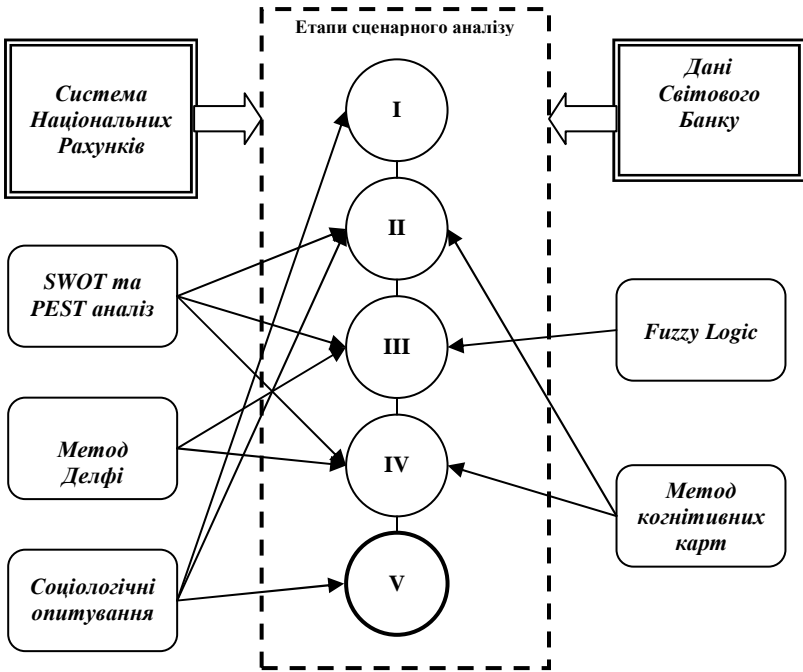 Етапи сценарного аналізу
Система
Національних
Рахунків
Дані
Світового
Банку
I
II
SWOT та
PEST аналіз
III
Fuzzy Logic
Метод
Делфі
IV
Метод
когнітивних
карт
Соціологічні
опитування
V